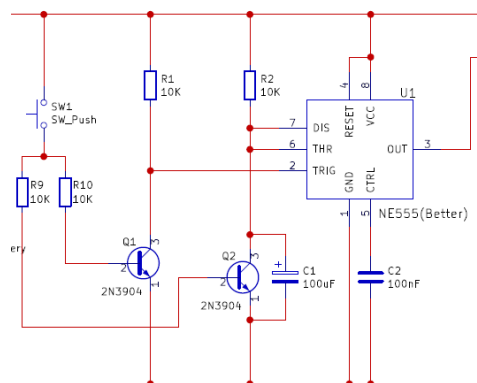 SW1
SW_Push
R1
10K
R2
10K
U1
4
8
RESET
VCC
7
DIS
6
THR
2
TRIG
OUT
3
GND
CTRL
1
5
NE555(Better)
R9
10K
R10
10K
ery
Q1
3
2
1
2N3904
Q2
3
2
1
2N3904
+
C1
100uF
C2
100nF